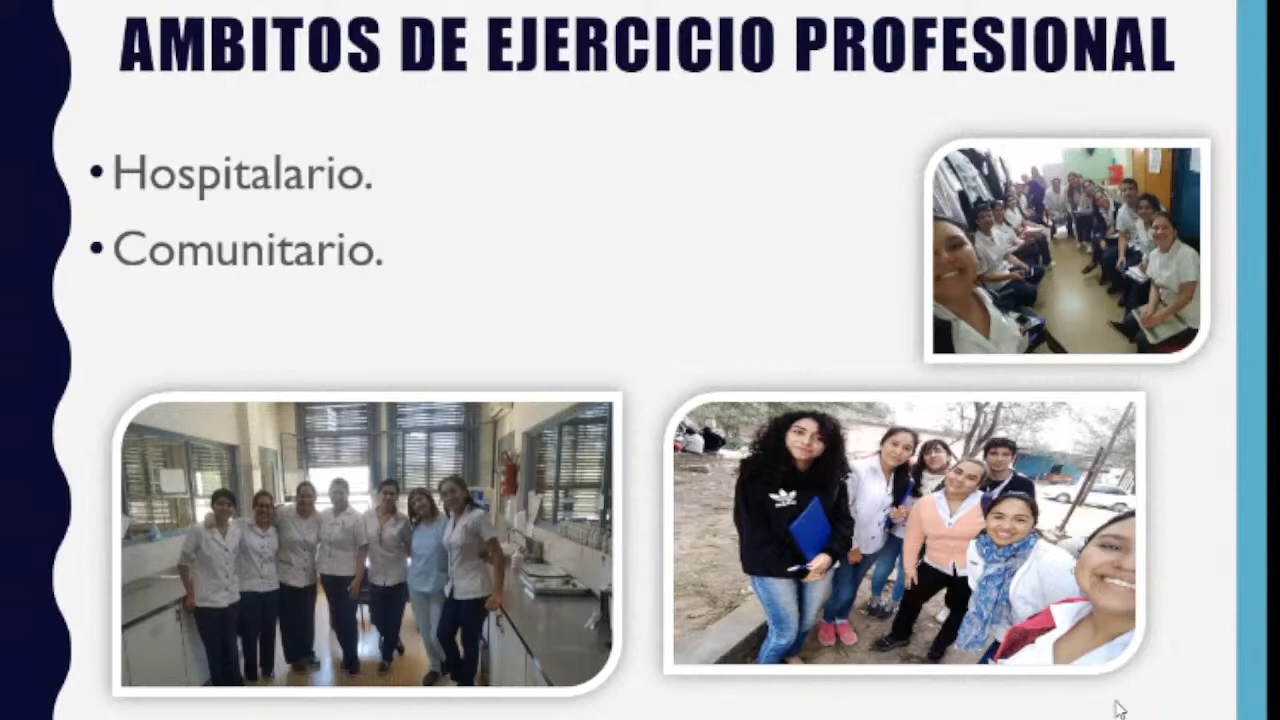 AMBITOS DE EJERCICIO PROFESIONAL
• Hospitalario.
• Comunitario.